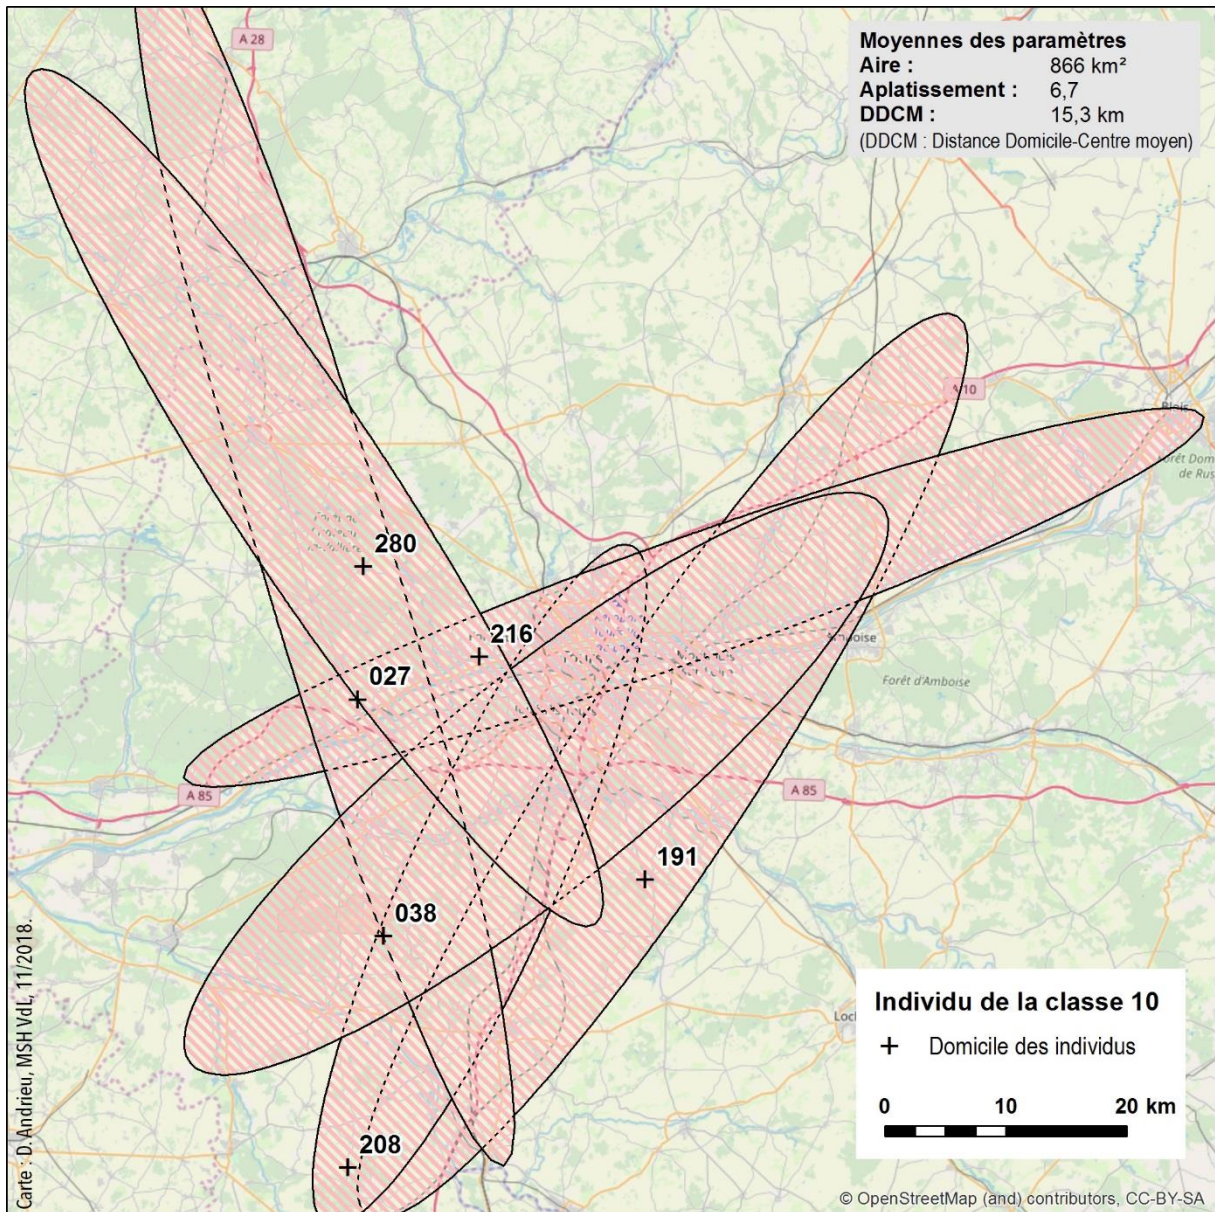 A 28
Moyennes des paramètres
Aire : 866 km²
Aplatissement : 6,7
DDCM : 15,3 km
(DDCM : Distance Domicile-Centre moyen)
A 10
Blois
280
216
027
Amboise
Forêt d'Amboise
A 85
A 85
191
038
208
Carte : D. Andrieu, MSH VdL, 11/2018.
Individu de la classe 10
+ Domicile des individus
0 10 20 km
© OpenStreetMap (and) contributors, CC-BY-SA